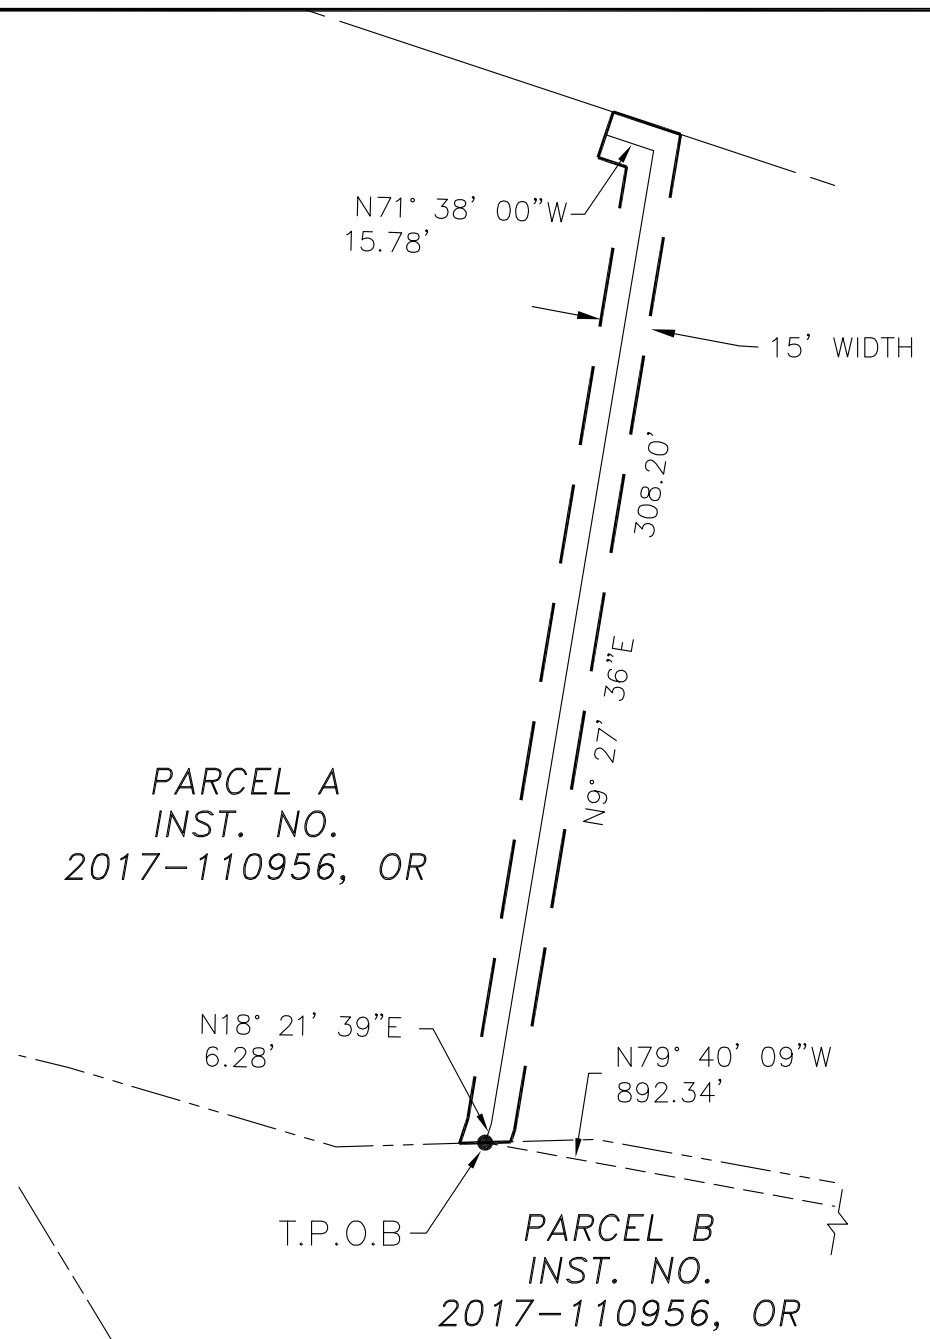 N71° 38’ 00”W
15.78’
15’ WIDTH
308.20’
N9° 27’ 36”E
PARCEL A
INST. NO.
2017–110956, OR
N18° 21’ 39”E
6.28’
N79° 40’ 09”W
892.34’
T.P.O.B
PARCEL B
INST. NO.
2017–110956, OR